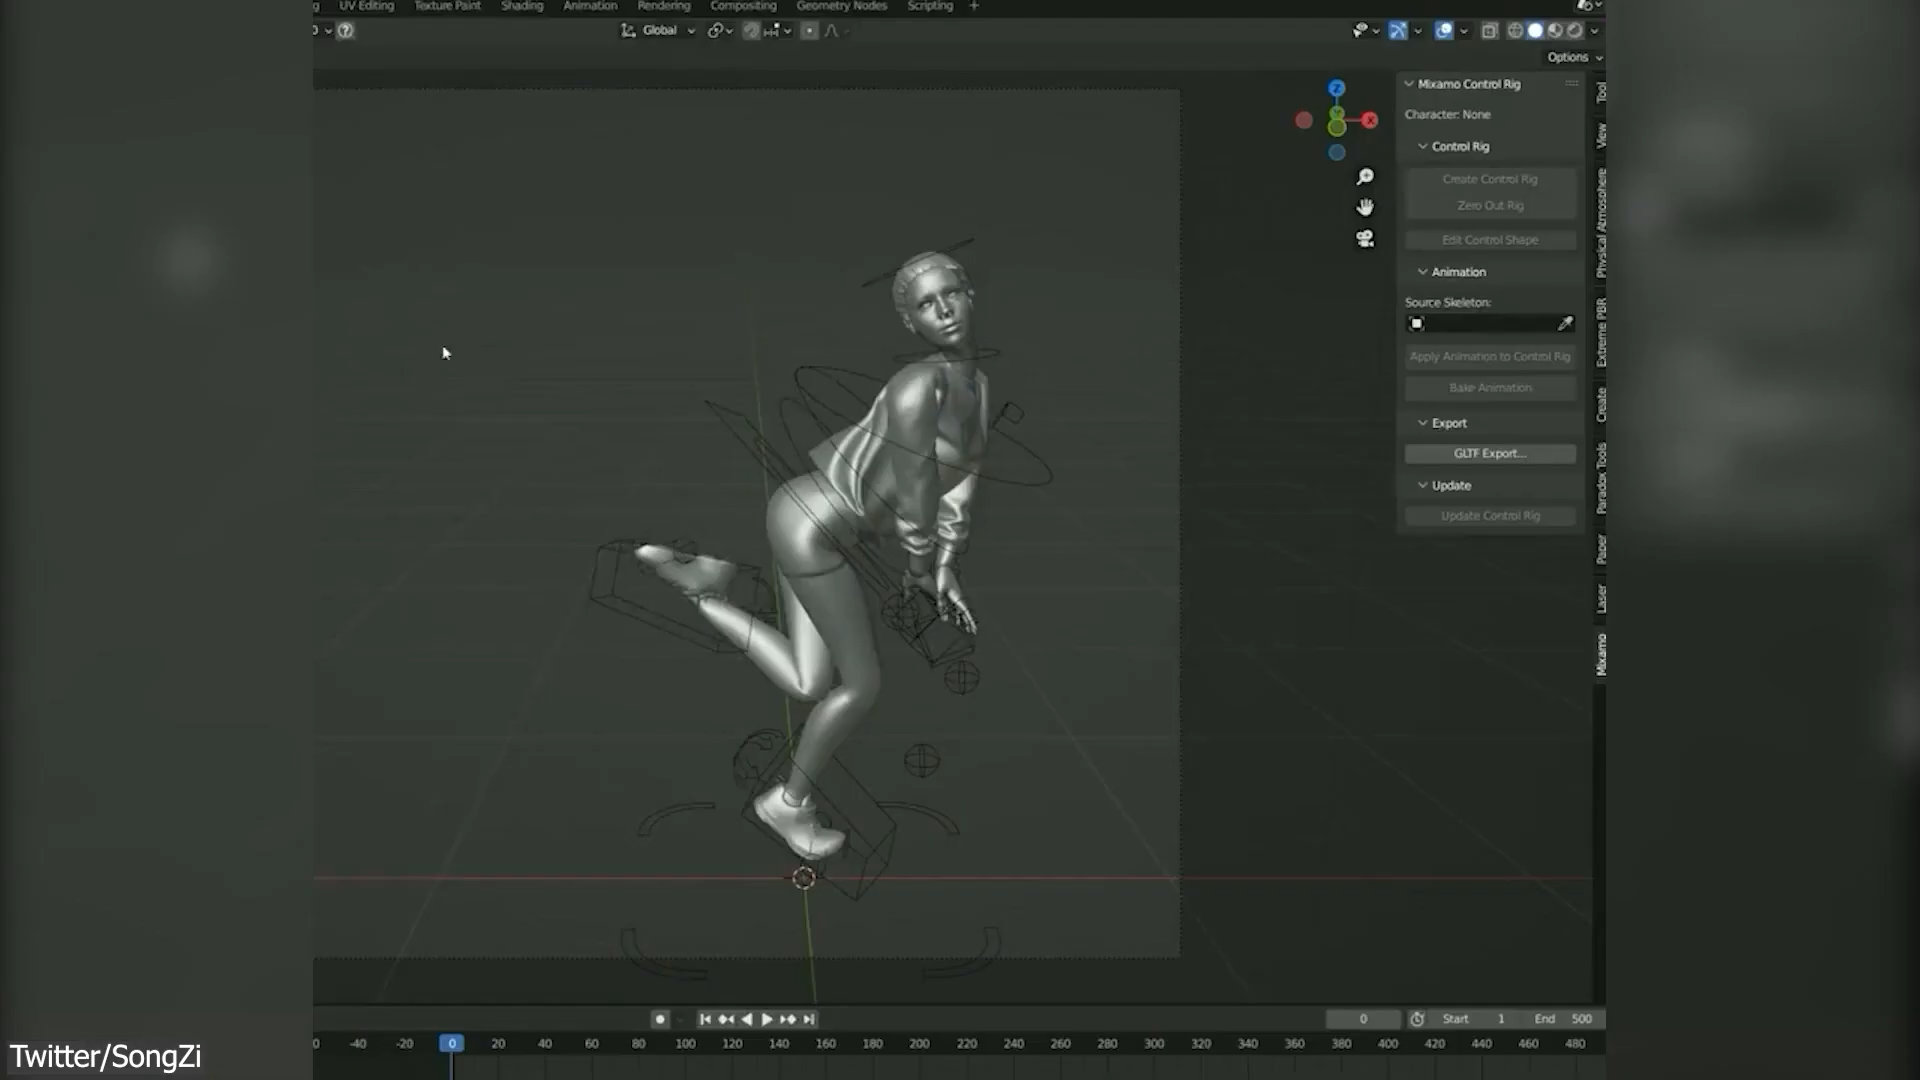 UV Editing Texture Paint Shading Animation Rendering Compositing Geometry Nodes Scripting +
Global
Options
Z
X
Mixamo Control Rig
Character: None
Control Rig
Create Control Rig
Zero Out Rig
Edit Control Shape
Animation
Source Skeleton:
Apply Animation to Control Rig
Bake Animation
Export
GLTF Export...
Update
Update Control Rig
Tool
View
Physical Atmosphere
Extreme PBR
Create
Paradox Tools
Paper
Laser
Mixamo
0 Start 1 End 500
-40 -20 0 20 40 60 80 100 120 140 160 180 200 220 240 260 280 300 320 340 360 380 400 420 440 460 480
Twitter/SongZi